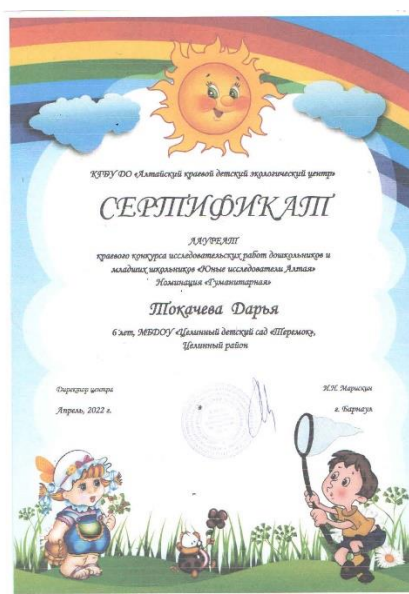 КГБУ ДО «Алтайский краевой детский экологический центр»
СЕРТИФИКАТ
ЛАУРЕАТ
краевого конкурса исследовательских работ дошкольников и
младших школьников «Юные исследователи Алтая»
Номинация «Гуманитарная»
Токачева Дарья
6 лет, МБДОУ «Целинный детский сад «Теремок»,
Целинный район
Директор центра
И.Н. Марискин
Апрель, 2022 г.
г. Барнаул